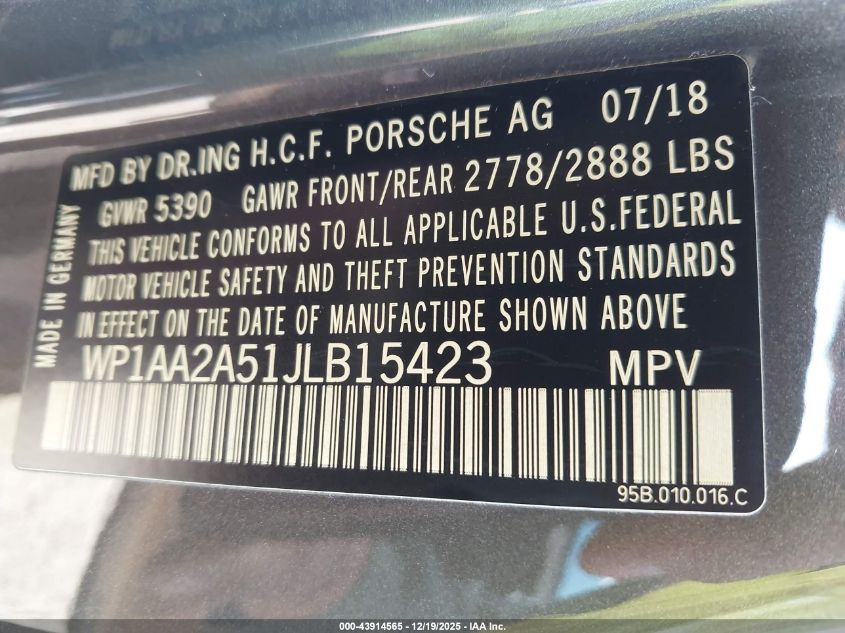 MFD BY DR.ING H.C.F. PORSCHE AG 07/18
GVWR 5390 GAWR FRONT/REAR 2778/2888 LBS
THIS VEHICLE CONFORMS TO ALL APPLICABLE U.S.FEDERAL
MOTOR VEHICLE SAFETY AND THEFT PREVENTION STANDARDS
IN EFFECT ON THE DATE OF MANUFACTURE SHOWN ABOVE
WP1AA2A51JLB15423 MPV
MADE IN GERMANY
95B.010.016.C
000-43914565 - 12/19/2025 - IAA Inc.